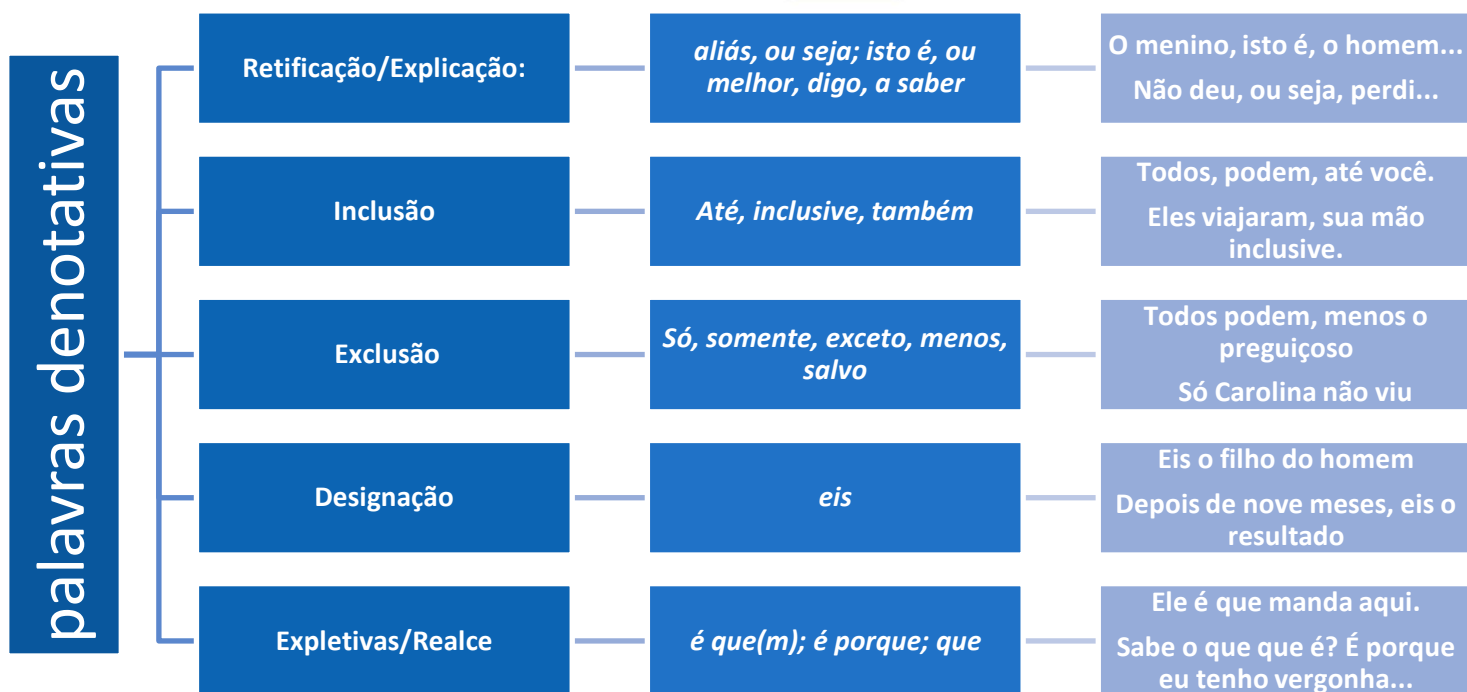 palavras denotativas
Retificação/Explicação:
aliás, ou seja; isto é, ou
melhor, digo, a saber
O menino, isto é, o homem...
Não deu, ou seja, perdi...
Inclusão
Até, inclusive, também
Todos, podem, até você.
Eles viajaram, sua mão
inclusive.
Exclusão
Só, somente, exceto, menos,
salvo
Todos podem, menos o
preguiçoso
Só Carolina não viu
Designação
eis
Eis o filho do homem
Depois de nove meses, eis o
resultado
Expletivas/Realce
é que(m); é porque; que
Ele é que manda aqui.
Sabe o que que é? É porque
eu tenho vergonha...